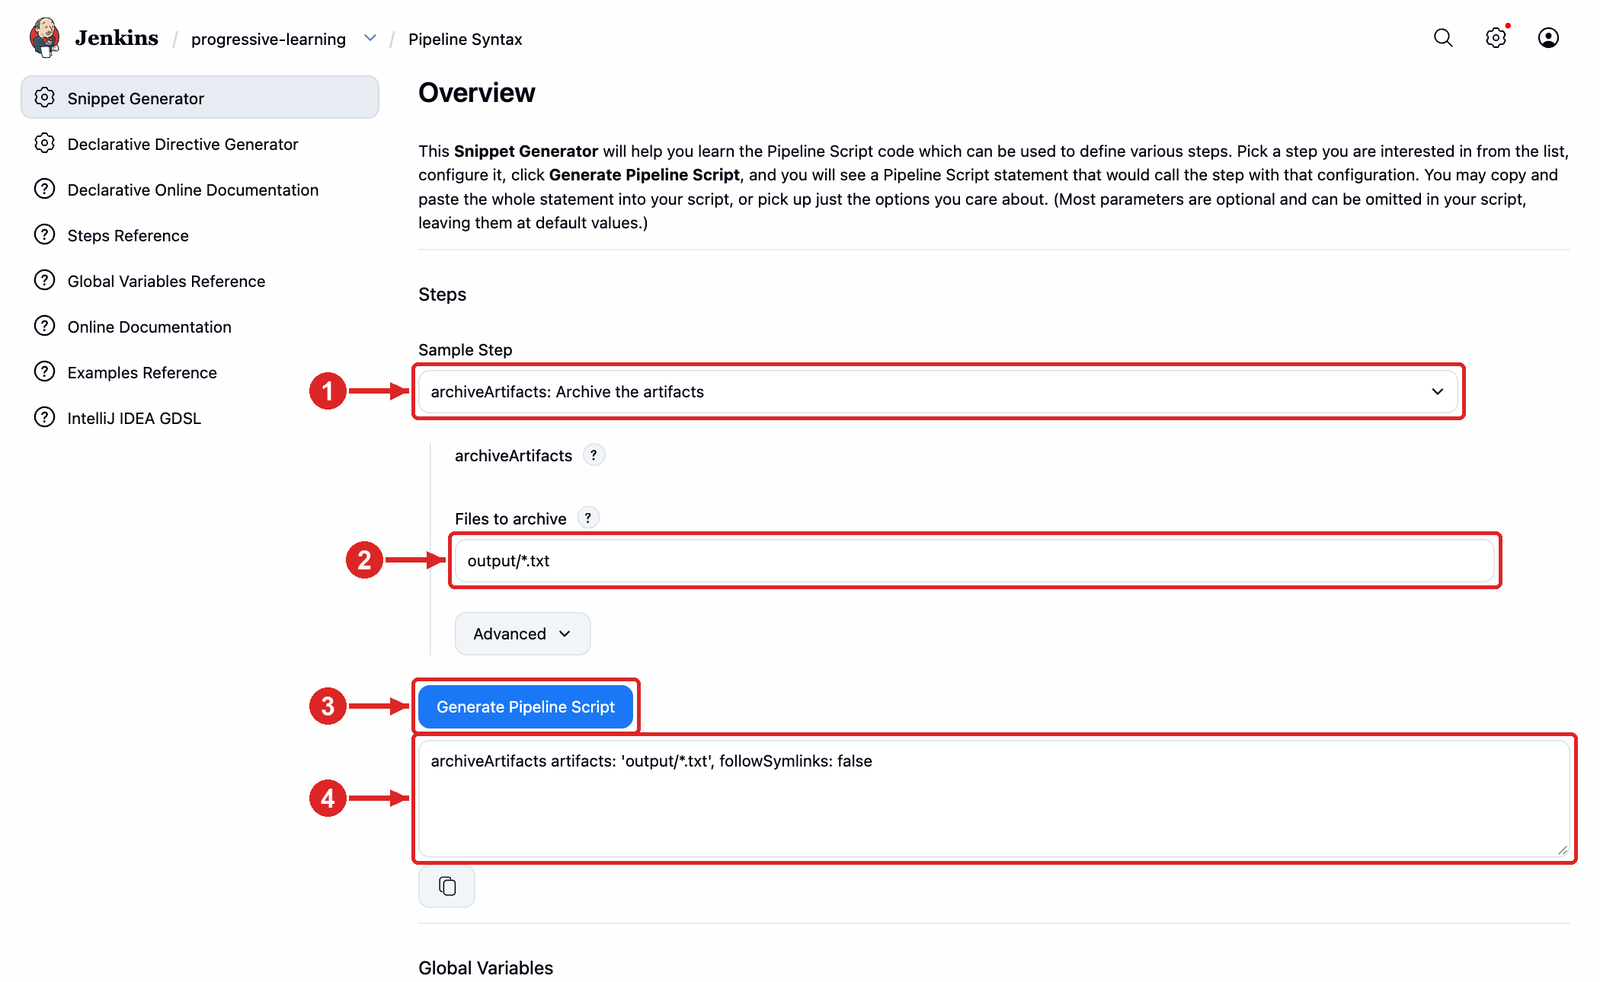 Jenkins / progressive-learning / Pipeline Syntax
Snippet Generator
Declarative Directive Generator
Declarative Online Documentation
Steps Reference
Global Variables Reference
Online Documentation
Examples Reference
IntelliJ IDEA GDSL
Overview
This Snippet Generator will help you learn the Pipeline Script code which can be used to define various steps. Pick a step you are interested in from the list,
configure it, click Generate Pipeline Script, and you will see a Pipeline Script statement that would call the step with that configuration. You may copy and
paste the whole statement into your script, or pick up just the options you care about. (Most parameters are optional and can be omitted in your script,
leaving them at default values.)
Steps
Sample Step
1
archiveArtifacts: Archive the artifacts
archiveArtifacts ?
Files to archive ?
2
output/*.txt
Advanced
3
Generate Pipeline Script
archiveArtifacts artifacts: 'output/*.txt', followSymlinks: false
4
Global Variables